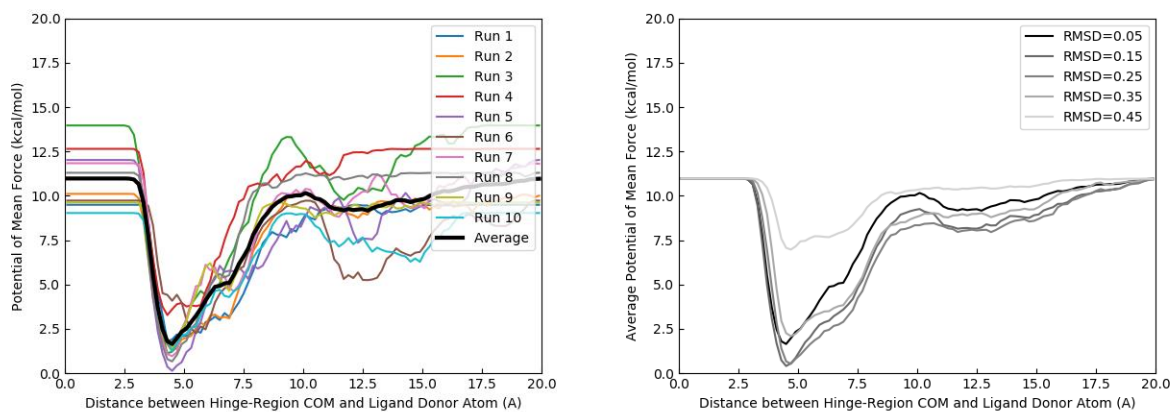 20.0
17.5
15.0
12.5
10.0
7.5
5.0
2.5
0.0
Potential of Mean Force (kcal/mol)
Run 1
Run 2
Run 3
Run 4
Run 5
Run 6
Run 7
Run 8
Run 9
Run 10
Average
0.0 2.5 5.0 7.5 10.0 12.5 15.0 17.5 20.0
Distance between Hinge-Region COM and Ligand Donor Atom (A)
20.0
17.5
15.0
12.5
10.0
7.5
5.0
2.5
0.0
Average Potential of Mean Force (kcal/mol)
RMSD=0.05
RMSD=0.15
RMSD=0.25
RMSD=0.35
RMSD=0.45
0.0 2.5 5.0 7.5 10.0 12.5 15.0 17.5 20.0
Distance between Hinge-Region COM and Ligand Donor Atom (A)